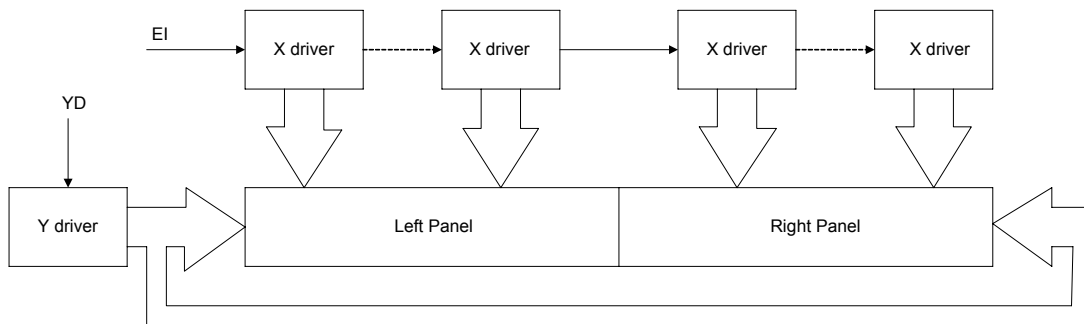 EI
X driver
X driver
X driver
X driver
YD
Y driver
Left Panel
Right Panel